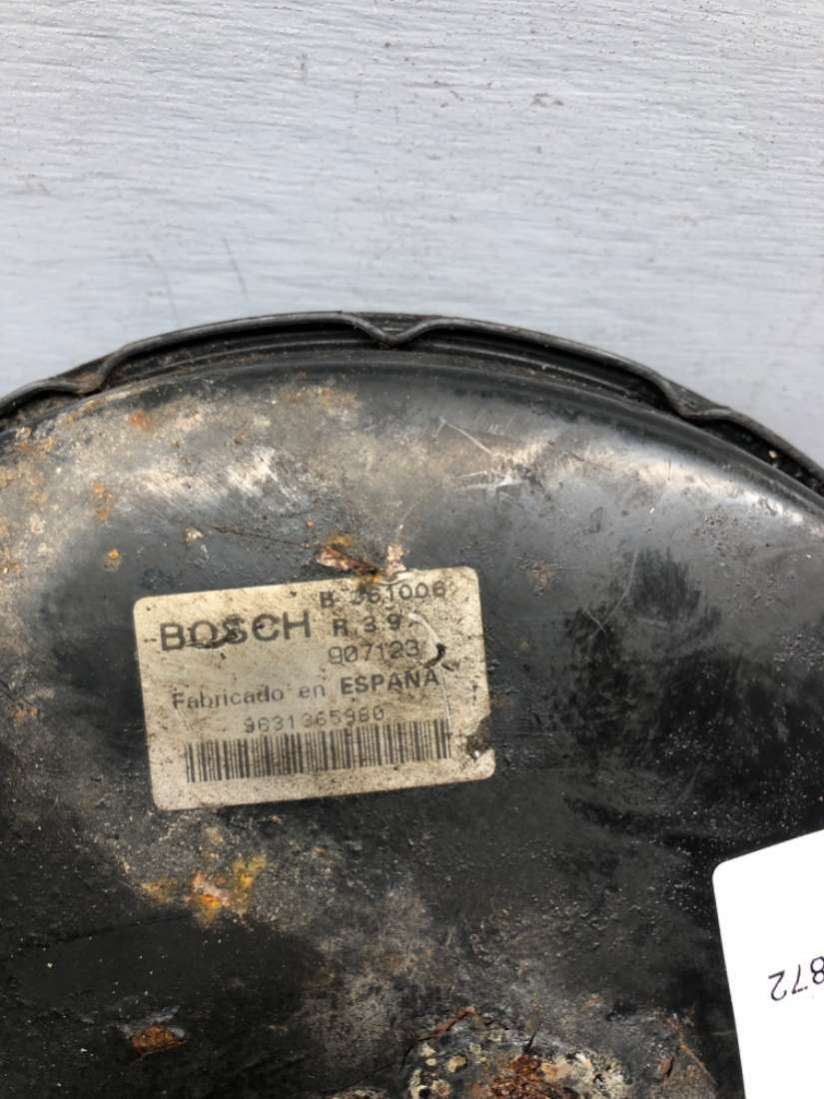 BOSCH
R.3 9
907123
Fabricado en ESPAÑA
9631365980
872